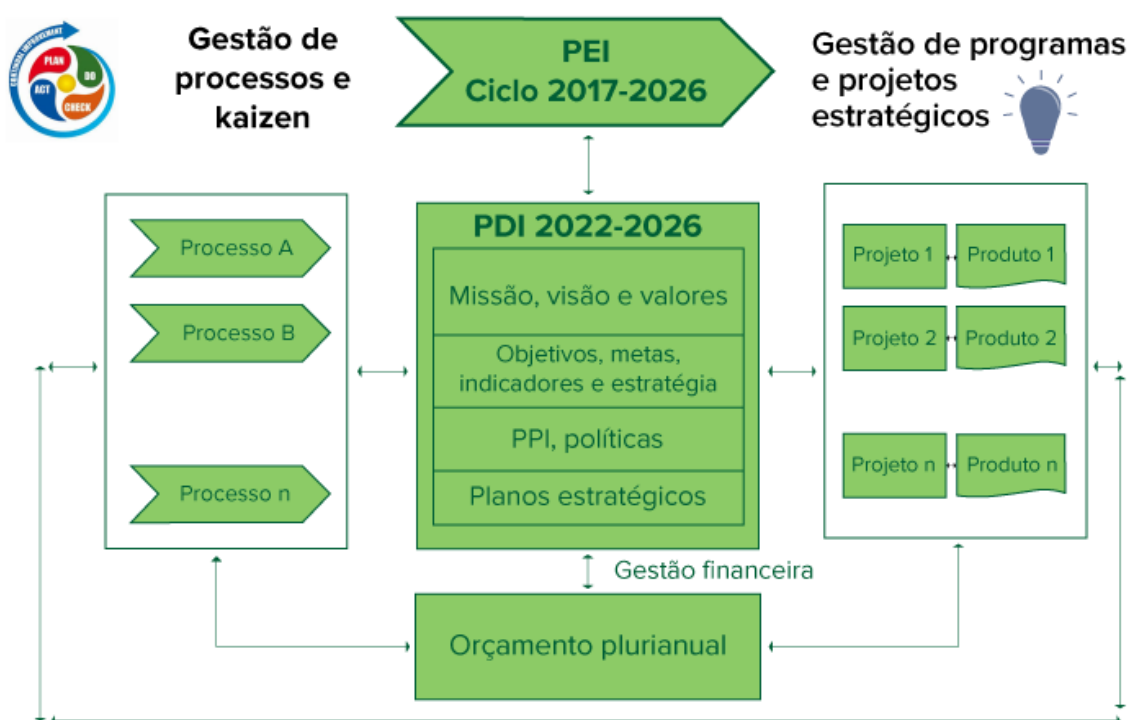 CONTINUAL IMPROVEMENT
PLAN
DO
ACT
CHECK
Gestão de
processos e
kaizen
PEI
Ciclo 2017-2026
Gestão de programas
e projetos
estratégicos
Processo A
Processo B
Processo n
PDI 2022-2026
Missão, visão e valores
Objetivos, metas,
indicadores e estratégia
PPI, políticas
Planos estratégicos
Projeto 1
Produto 1
Projeto 2
Produto 2
Projeto n
Produto n
Gestão financeira
Orçamento plurianual